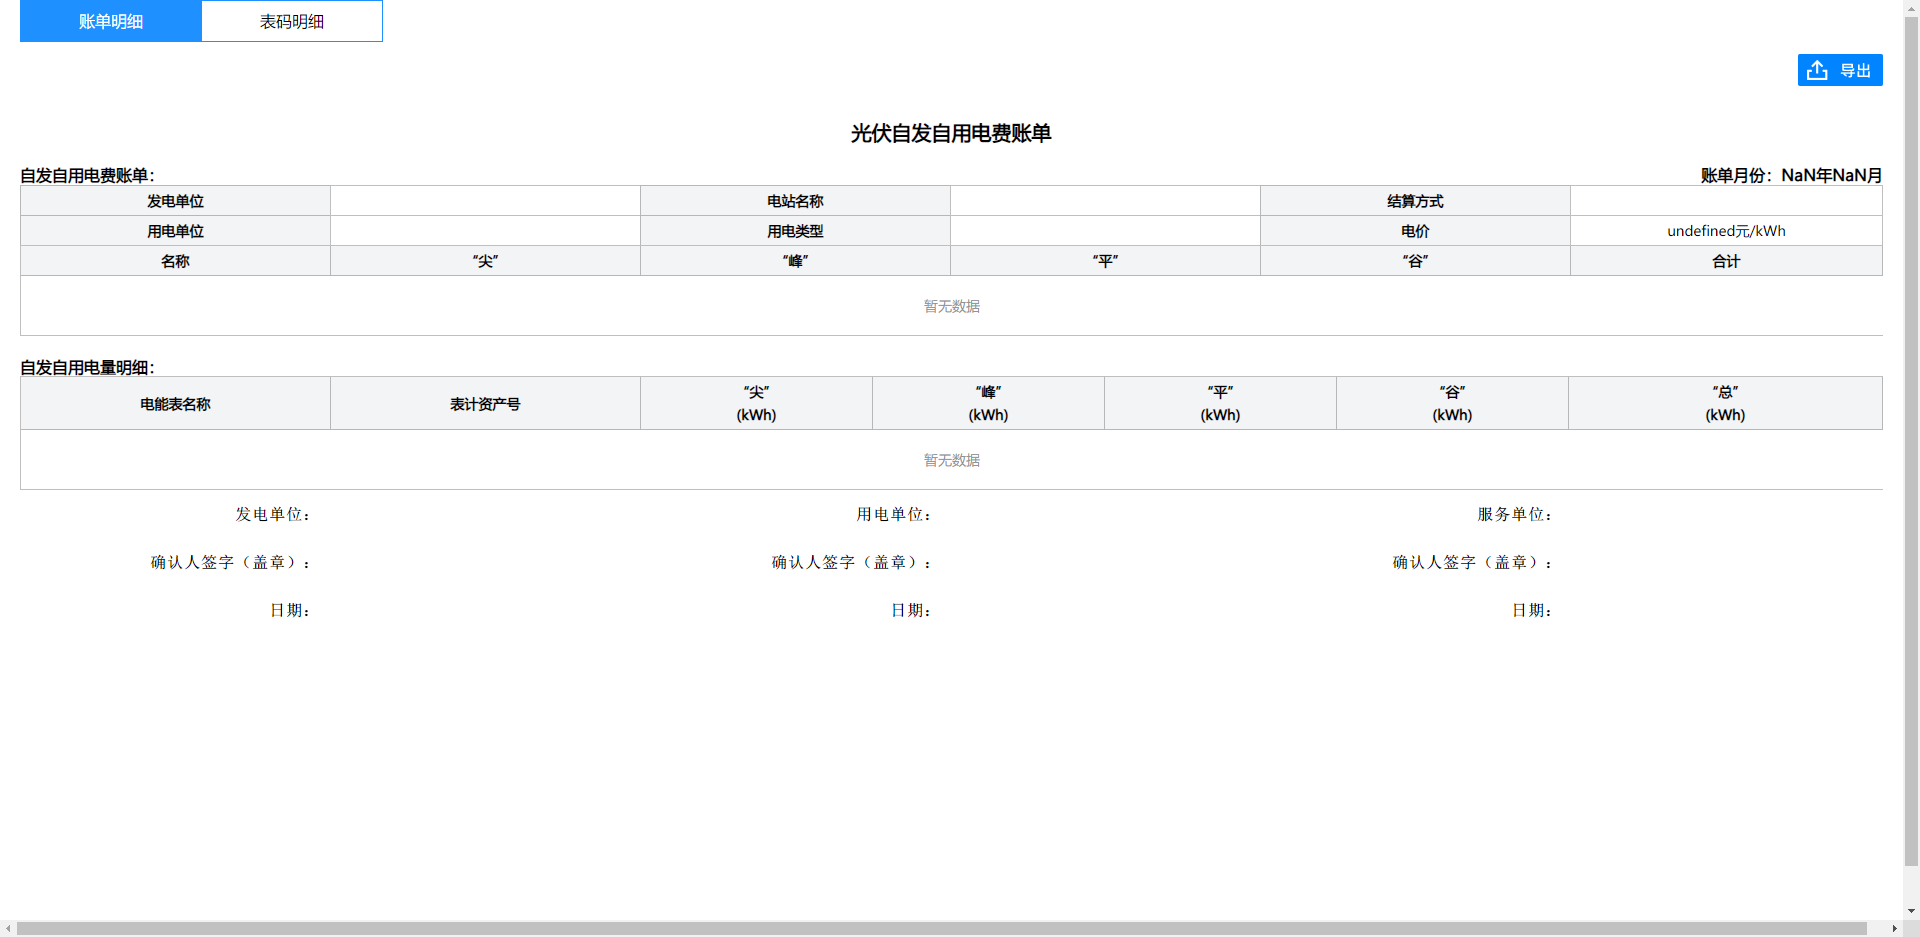 账单明细 表码明细
导出
光伏自发自用电费账单
自发自用电费账单： 账单月份：NaN年NaN月
发电单位 电站名称 结算方式
用电单位 用电类型 电价 undefined元/kWh
名称 “尖” “峰” “平” “谷” 合计
暂无数据
自发自用电量明细：
电能表名称 表计资产号 “尖” (kWh) “峰” (kWh) “平” (kWh) “谷” (kWh) “总” (kWh)
暂无数据
发电单位： 用电单位： 服务单位：
确认人签字（盖章）： 确认人签字（盖章）： 确认人签字（盖章）：
日期： 日期： 日期：